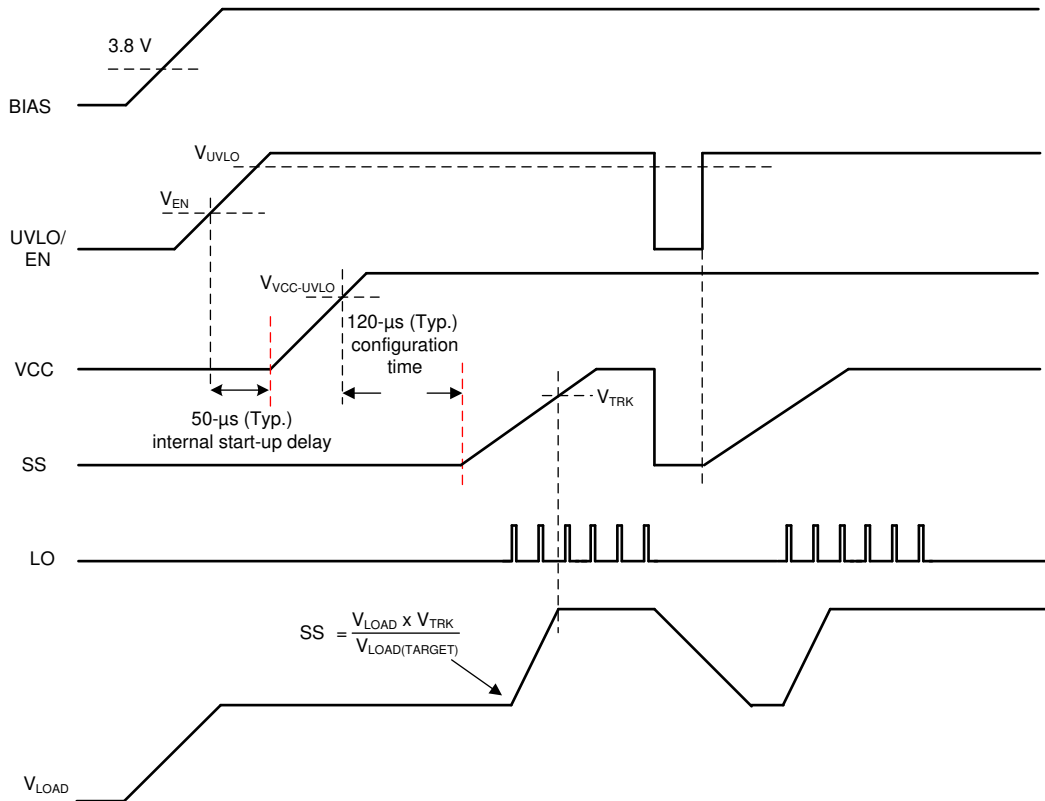 3.8 V
BIAS
VUVLO
VEN
UVLO/
EN
VVCC-UVLO
120-µs (Typ.)
configuration
time
VCC
VTRK
50-µs (Typ.)
internal start-up delay
SS
LO
SS = VLOAD x VTRK
VLOAD(TARGET)
VLOAD